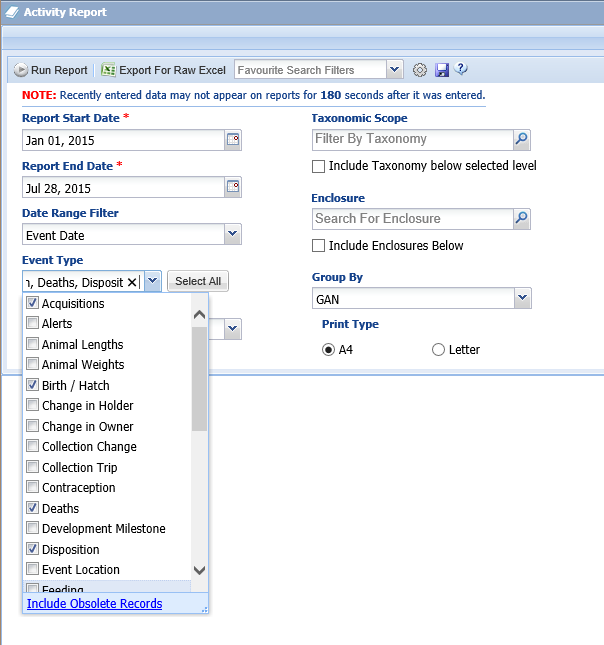 Activity Report
Run Report Export For Raw Excel Favourite Search Filters
NOTE: Recently entered data may not appear on reports for 180 seconds after it was entered.
Report Start Date *
Jan 01, 2015
Report End Date *
Jul 28, 2015
Date Range Filter
Event Date
Event Type
, Deaths, Disposit Select All
Acquisitions
Alerts
Animal Lengths
Animal Weights
Birth / Hatch
Change in Holder
Change in Owner
Collection Change
Collection Trip
Contraception
Deaths
Development Milestone
Disposition
Event Location
Feeding
Include Obsolete Records
Taxonomic Scope
Filter By Taxonomy
Include Taxonomy below selected level
Enclosure
Search For Enclosure
Include Enclosures Below
Group By
GAN
Print Type
A4 Letter